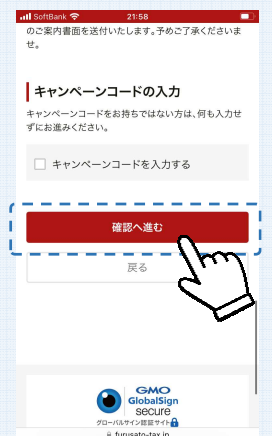 SoftBank 21:58
のご案内書面を送付いたします。予めご了承くださいま
せ。
キャンペーンコードの入力
キャンペーンコードをお持ちではない方は、何も入力せ
ずにお進みください。
キャンペーンコードを入力する
確認へ進む
戻る
GMO
GlobalSign
secure
グローバルサイン認証サイト
furusato-tax.jp